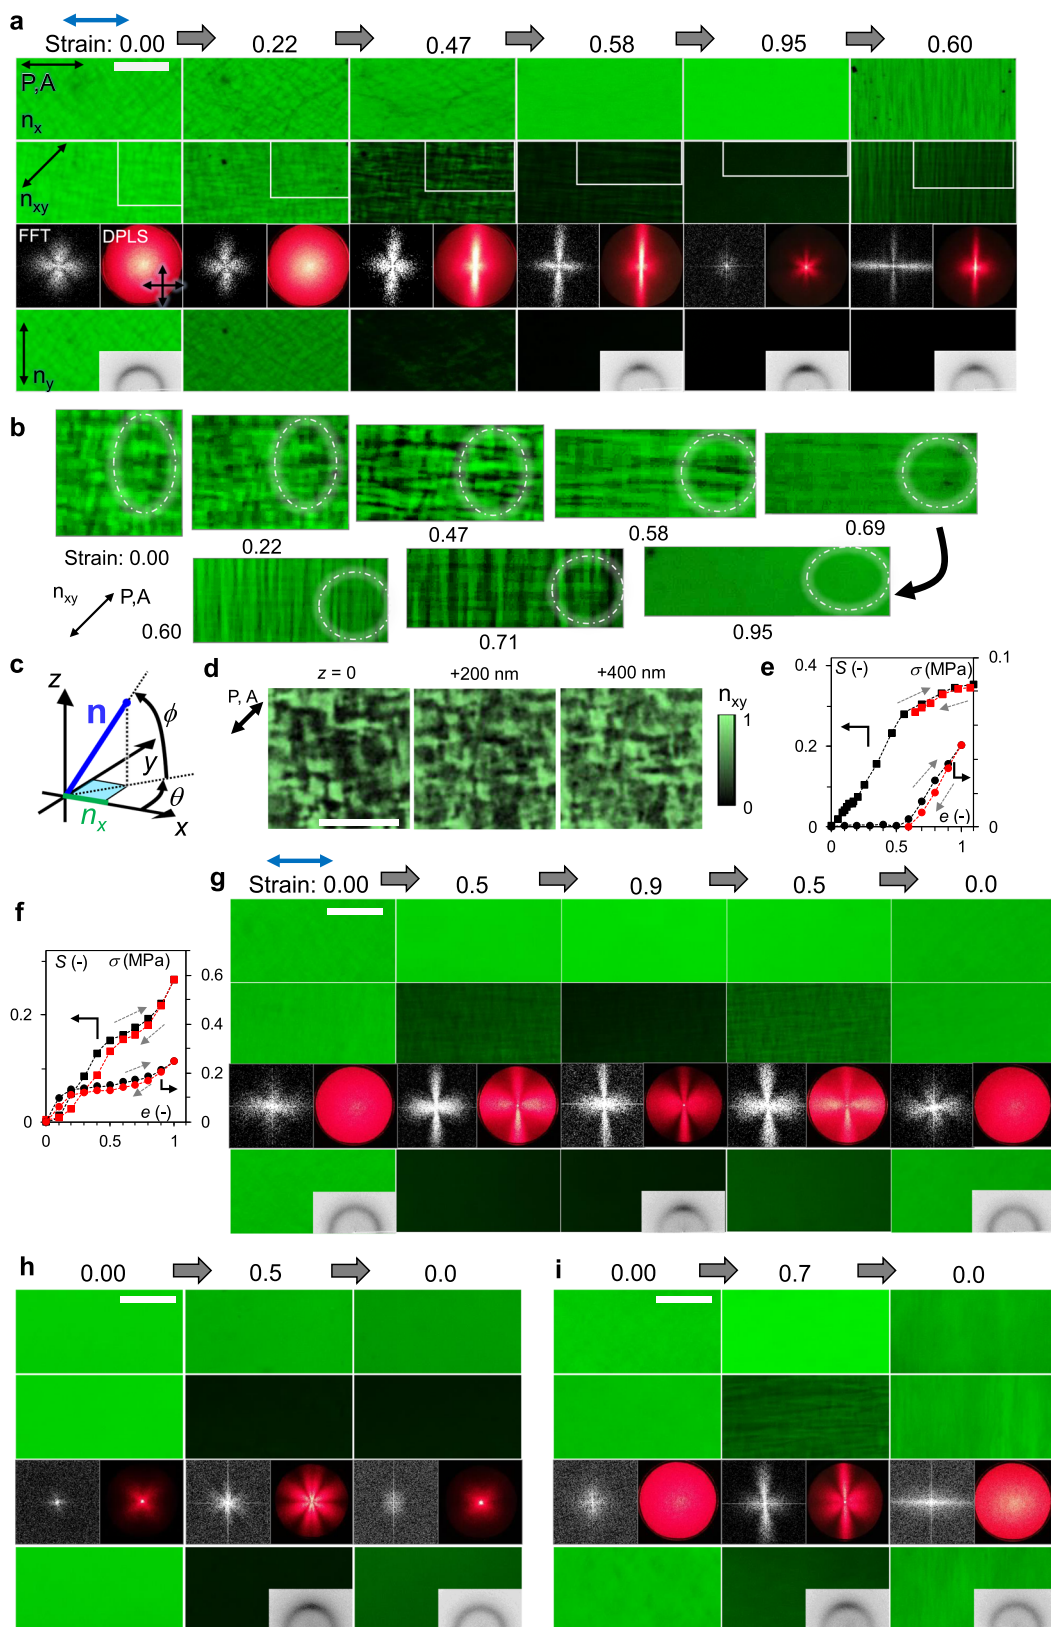 a
Strain: 0.00 0.22 0.47 0.58 0.95 0.60
P,A
nx
nxy
FFT DPLS
ny
b
Strain: 0.00 0.22 0.47 0.58 0.69
nxy P,A
0.60 0.71 0.95
c
z
n
ϕ
y
θ
nx
x
d
P, A
z = 0 +200 nm +400 nm
nxy
1
0
e
0.4 S (-) σ (MPa) 0.1
0.2
0 e (-) 0
0 0.5 1
g
Strain: 0.00 0.5 0.9 0.5 0.0
f
S (-) σ (MPa) 0.6
0.2 0.4
0.2
0 e (-) 0
0 0.5 1
h
0.00 0.5 0.0
i
0.00 0.7 0.0